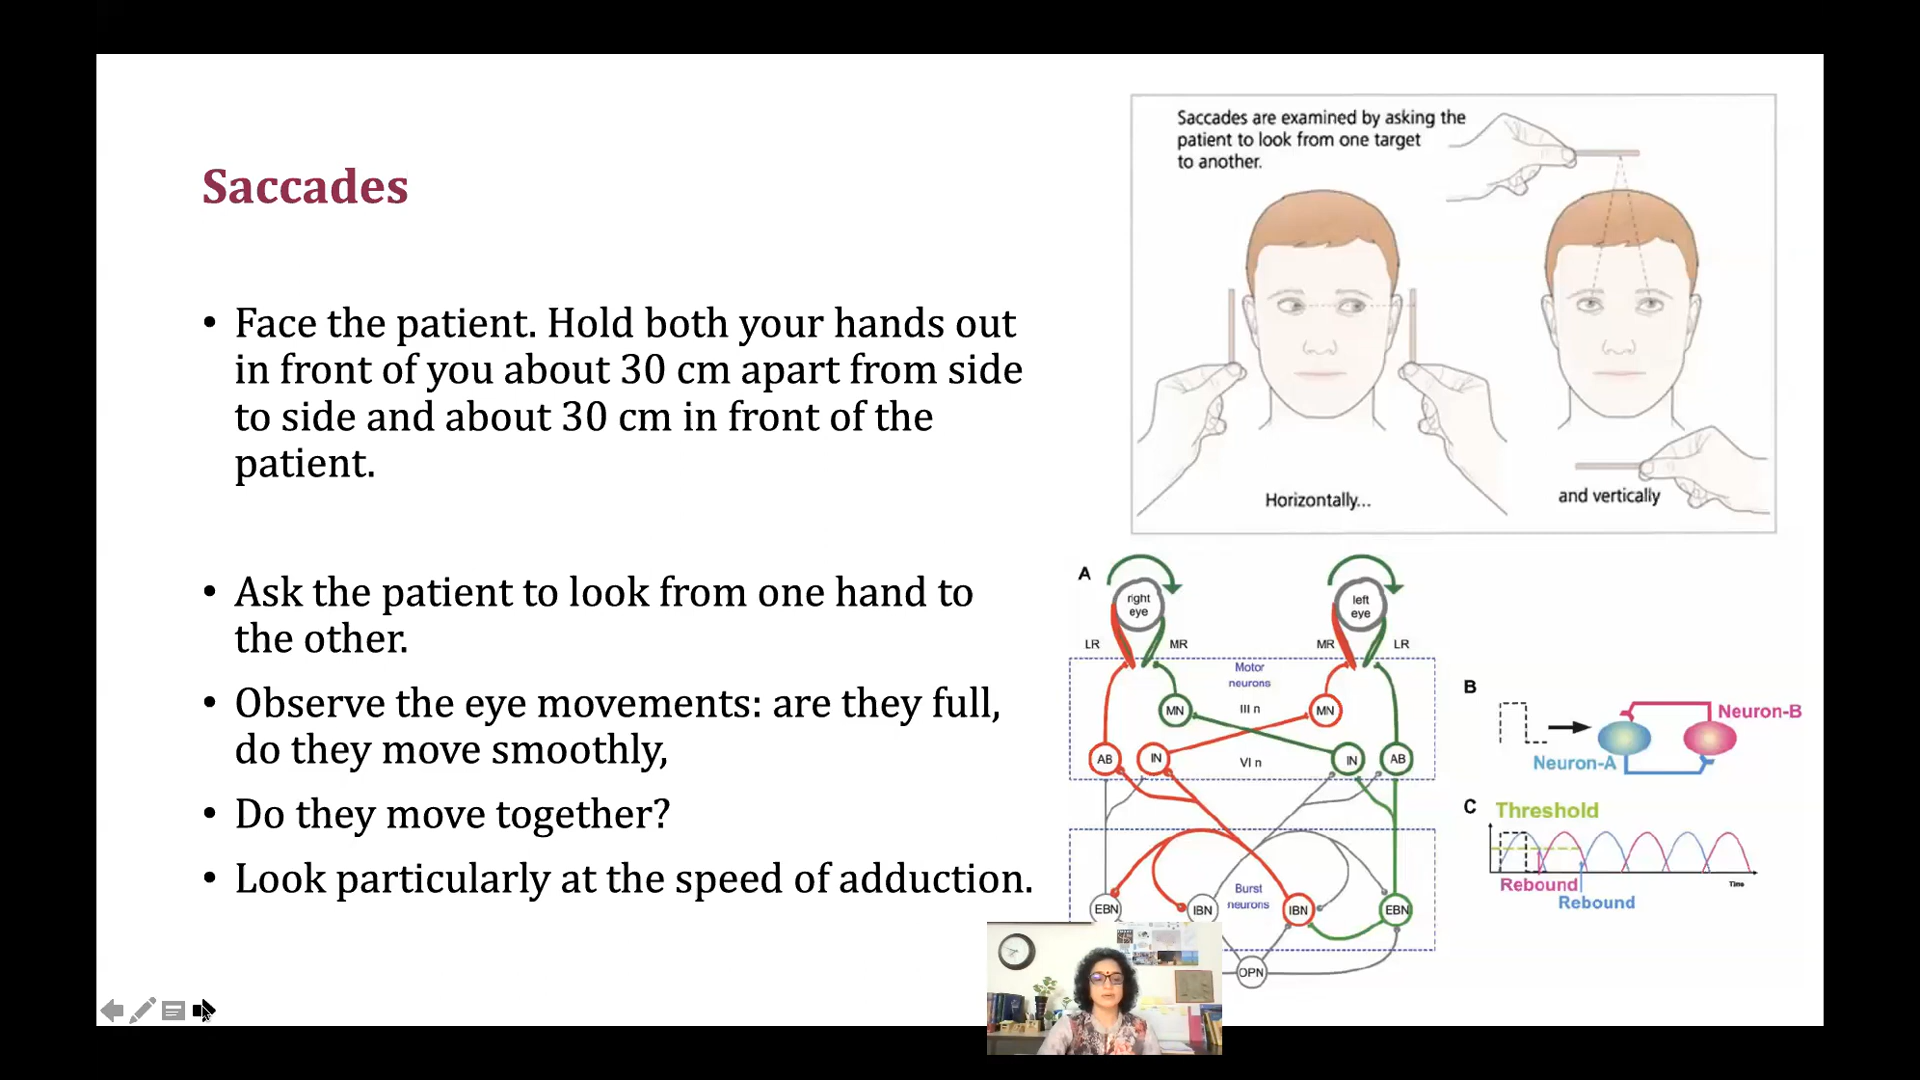 Saccades
• Face the patient. Hold both your hands out
in front of you about 30 cm apart from side
to side and about 30 cm in front of the
patient.
• Ask the patient to look from one hand to
the other.
• Observe the eye movements: are they full,
do they move smoothly,
• Do they move together?
• Look particularly at the speed of adduction.
Saccades are examined by asking the
patient to look from one target
to another.
Horizontally...
and vertically
A
right
eye
left
eye
LR
MR
MR
LR
Motor
neurons
MN
III n
MN
AB
IN
VI n
IN
AB
Burst
neurons
EBN
IBN
IBN
EBN
OPN
B
Neuron-B
Neuron-A
C
Threshold
Rebound
Time
Rebound